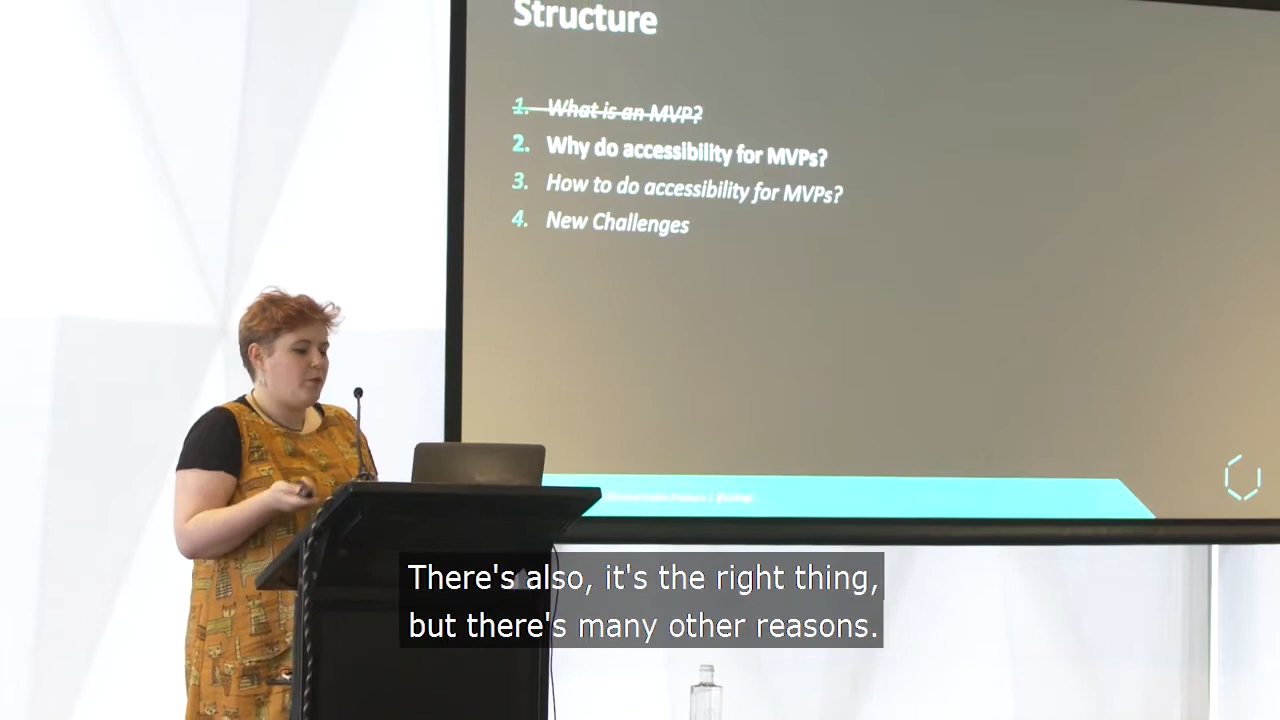 Structure
1. What is an MVP?
2. Why do accessibility for MVPs?
3. How to do accessibility for MVPs?
4. New Challenges
There's also, it's the right thing,
but there's many other reasons.